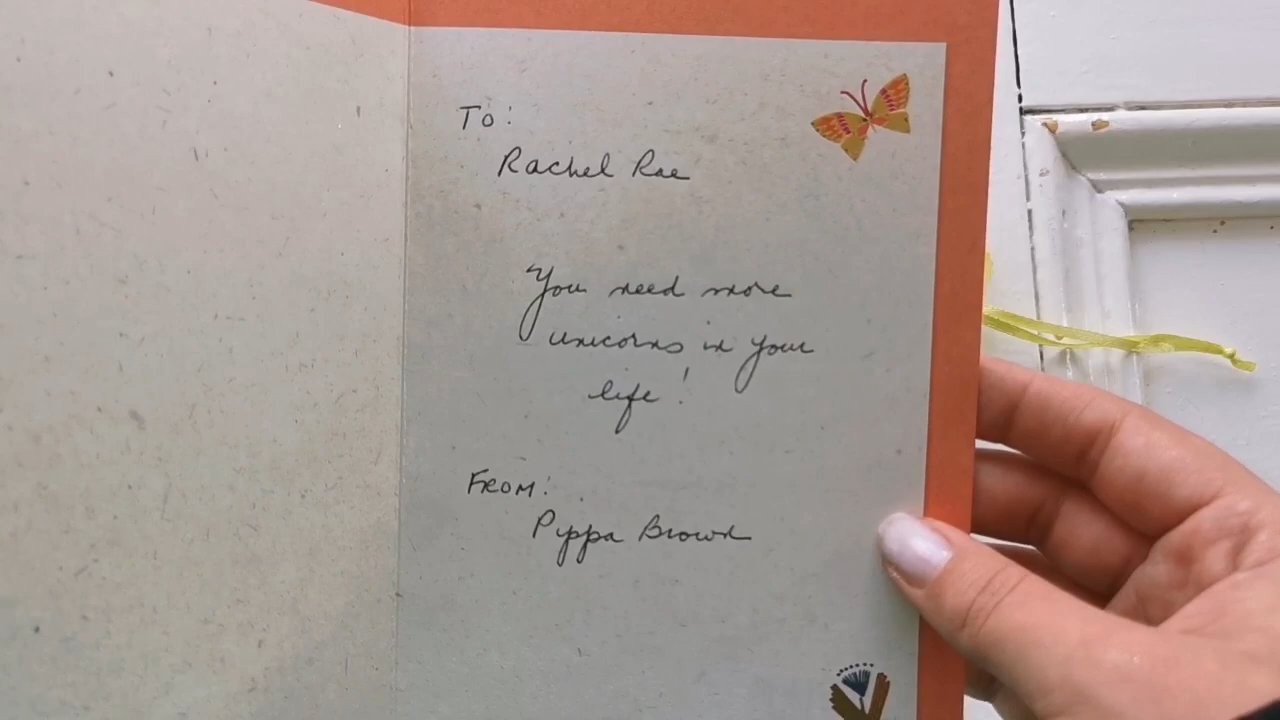 To:
Rachel Rae
You need more
unicorns in your
life!
FROM:
Pippa Brown